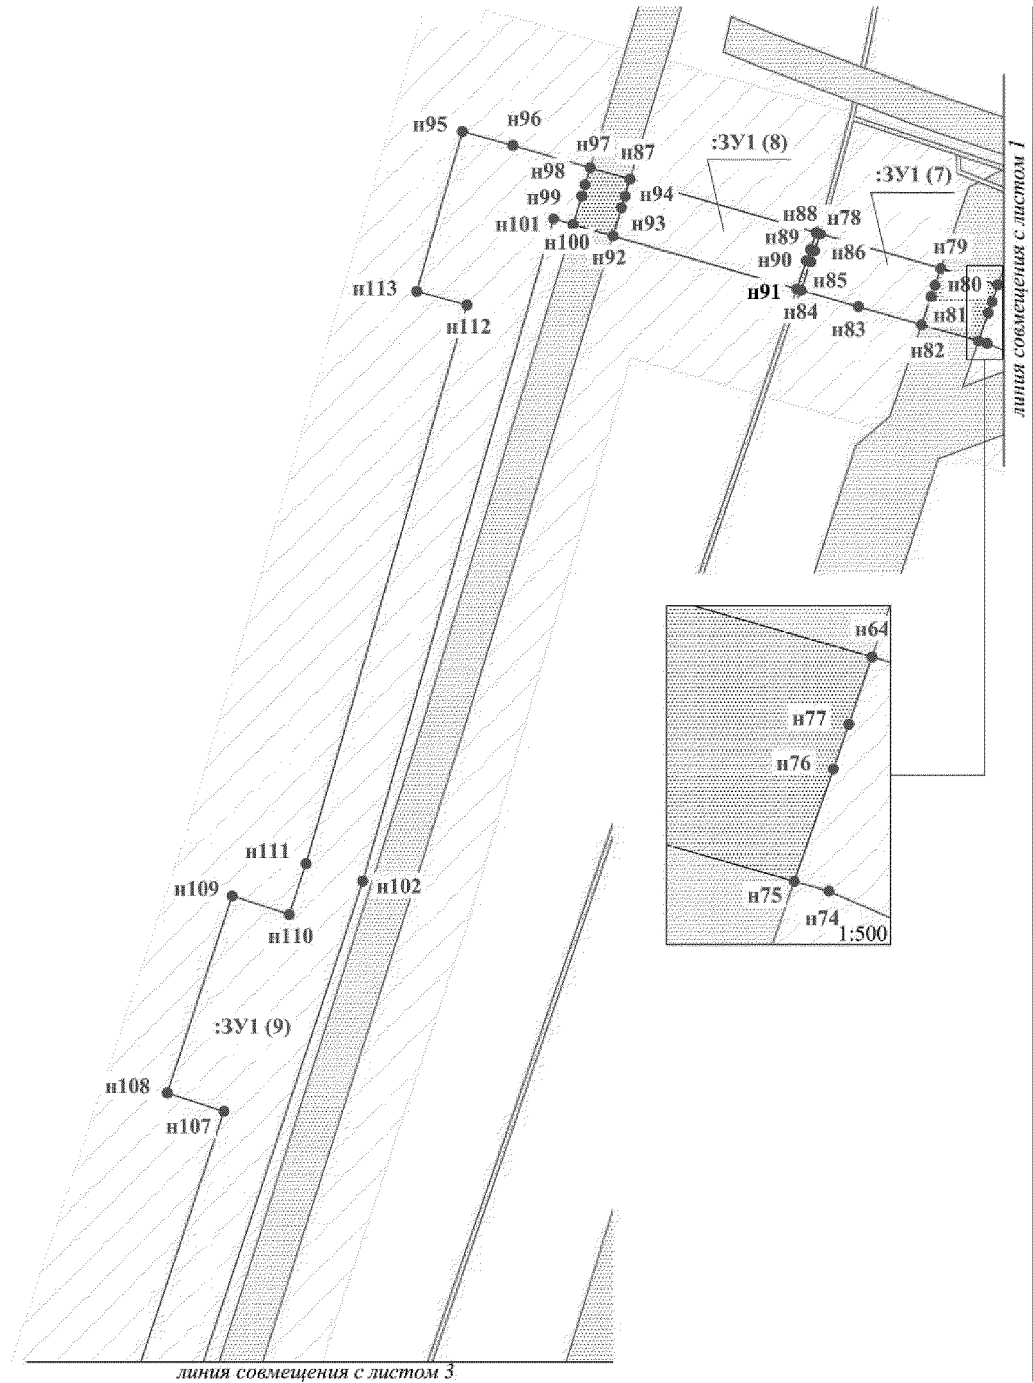 н95
н96
н97
н87
:ЗУ1 (8)
линия совмещения с листом 1
н98
:ЗУ1 (7)
н99
н94
н101
н93
н88
н78
н100
н89
н86
н92
н79
н90
н80
н113
н91
н85
н84
н81
н112
н83
н82
н64
н77
н76
н111
н102
н109
н75
н74
н110
1:500
:ЗУ1 (9)
н108
н107
линия совмещения с листом 3